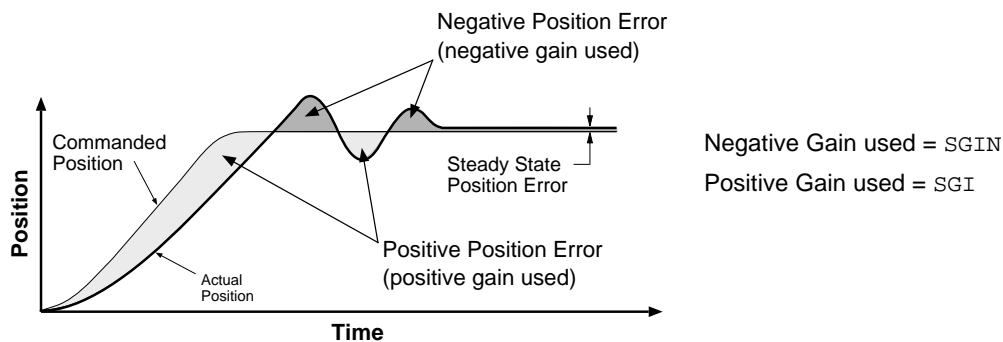 Negative Position Error
(negative gain used)
Commanded
Position
Steady State
Position Error
Negative Gain used = SGIN
Positive Gain used = SGI
Position
Positive Position Error
(positive gain used)
Actual
Position
Time